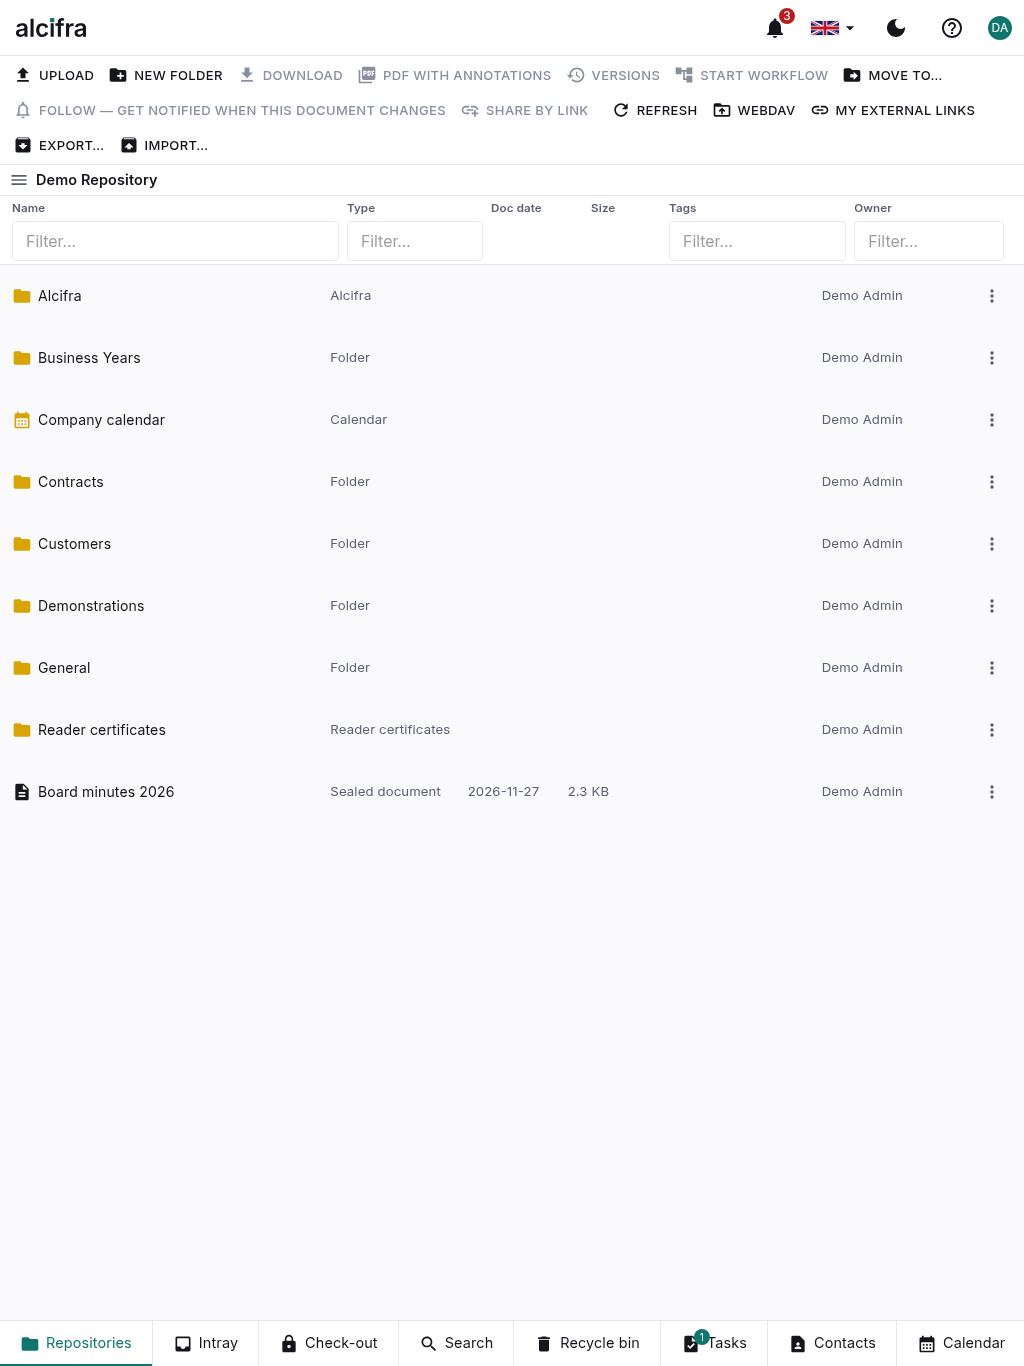 alcifra
3
DA
UPLOAD NEW FOLDER DOWNLOAD PDF WITH ANNOTATIONS VERSIONS START WORKFLOW MOVE TO...
FOLLOW — GET NOTIFIED WHEN THIS DOCUMENT CHANGES SHARE BY LINK REFRESH WEBDAV MY EXTERNAL LINKS
EXPORT... IMPORT...
Demo Repository
Name Type Doc date Size Tags Owner
Filter... Filter... Filter... Filter...
Alcifra Alcifra Demo Admin
Business Years Folder Demo Admin
Company calendar Calendar Demo Admin
Contracts Folder Demo Admin
Customers Folder Demo Admin
Demonstrations Folder Demo Admin
General Folder Demo Admin
Reader certificates Reader certificates Demo Admin
Board minutes 2026 Sealed document 2026-11-27 2.3 KB Demo Admin
Repositories Intray Check-out Search Recycle bin 1 Tasks Contacts Calendar